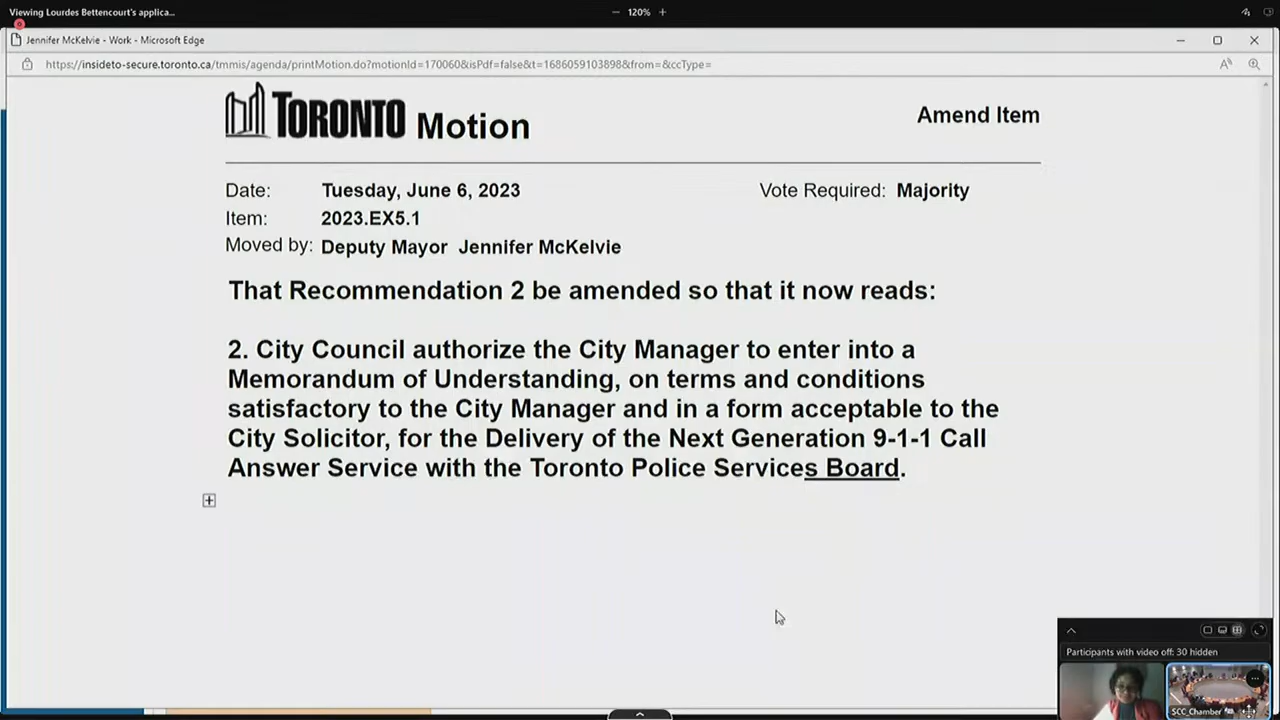 Viewing Lourdes Bettencourt's applica...
120%
Jennifer McKelvie - Work - Microsoft Edge
https://insideto-secure.toronto.ca/tmmis/agenda/printMotion.do?motionId=170060&isPdf=false&t=1686059103898&from=&ccType=
TORONTO Motion
Amend Item
Date: Tuesday, June 6, 2023
Vote Required: Majority
Item: 2023.EX5.1
Moved by: Deputy Mayor Jennifer McKelvie
That Recommendation 2 be amended so that it now reads:
2. City Council authorize the City Manager to enter into a
Memorandum of Understanding, on terms and conditions
satisfactory to the City Manager and in a form acceptable to the
City Solicitor, for the Delivery of the Next Generation 9-1-1 Call
Answer Service with the Toronto Police Services Board.
Participants with video off: 30 hidden
SCC_Chamber